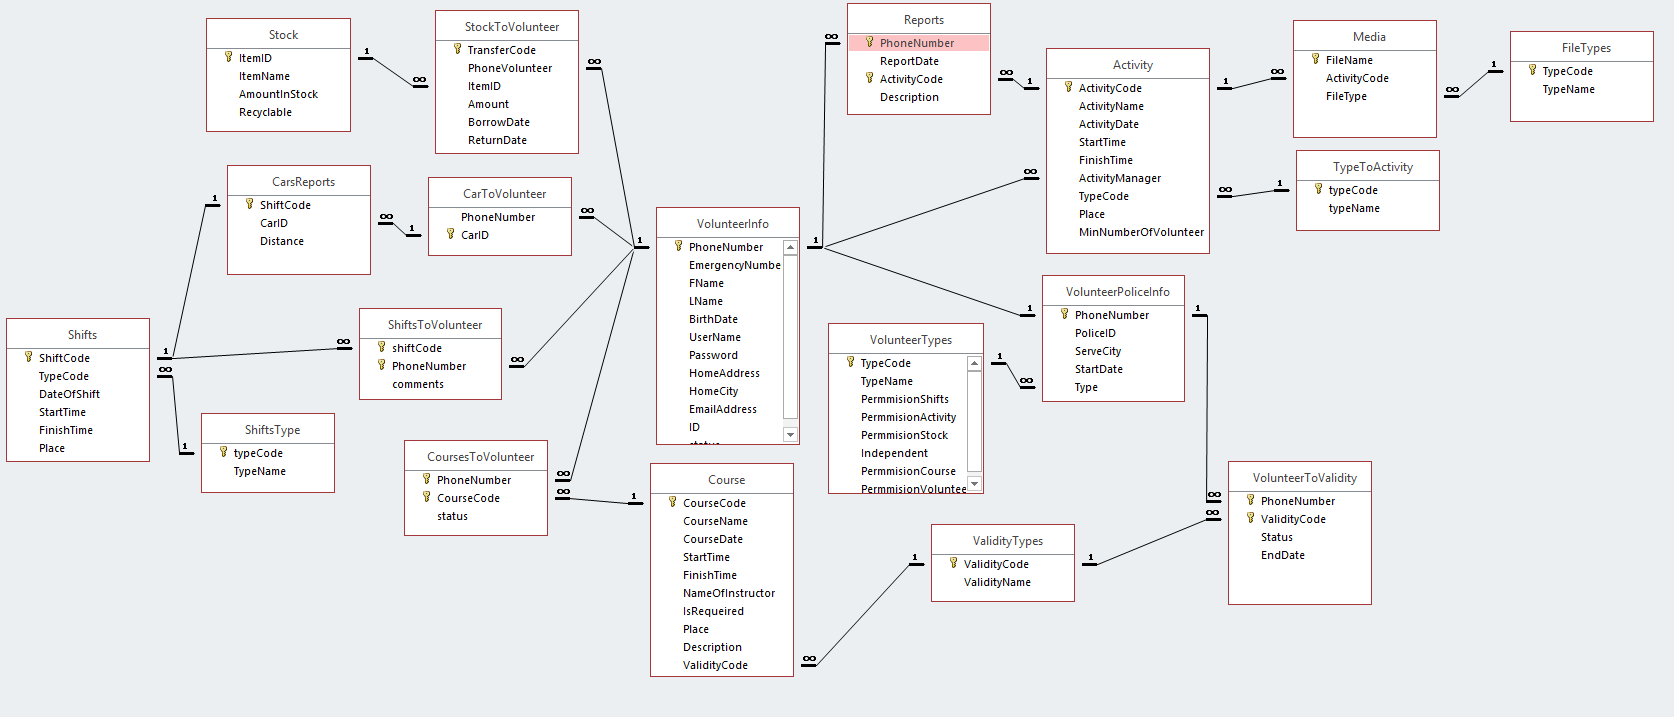 Stock
ItemID
ItemName
AmountInStock
Recyclable
1
∞
StockToVolunteer
TransferCode
PhoneVolunteer
ItemID
Amount
BorrowDate
ReturnDate
∞
Reports
PhoneNumber
ReportDate
ActivityCode
Description
∞
∞
1
Activity
ActivityCode
ActivityName
ActivityDate
StartTime
FinishTime
ActivityManager
TypeCode
Place
MinNumberOfVolunteer
∞
1
∞
Media
FileName
ActivityCode
FileType
∞
1
FileTypes
TypeCode
TypeName
∞
1
TypeToActivity
typeCode
typeName
CarsReports
ShiftCode
CarID
Distance
1
∞
1
CarToVolunteer
PhoneNumber
CarID
∞
1
VolunteerInfo
PhoneNumber
EmergencyNumbe
FName
LName
BirthDate
UserName
Password
HomeAddress
HomeCity
EmailAddress
ID
status
1
Shifts
ShiftCode
TypeCode
DateOfShift
StartTime
FinishTime
Place
1
∞
∞
ShiftsToVolunteer
shiftCode
PhoneNumber
comments
∞
1
ShiftsType
typeCode
TypeName
VolunteerTypes
TypeCode
TypeName
PermmisionShifts
PermmisionActivity
PermmisionStock
Independent
PermmisionCourse
PermmisionVoluntee
1
∞
1
VolunteerPoliceInfo
PhoneNumber
PoliceID
ServeCity
StartDate
Type
1
CoursesToVolunteer
PhoneNumber
CourseCode
status
∞
∞
1
Course
CourseCode
CourseName
CourseDate
StartTime
FinishTime
NameOfInstructor
IsRequeired
Place
Description
ValidityCode
∞
1
ValidityTypes
ValidityCode
ValidityName
1
∞
∞
VolunteerToValidity
PhoneNumber
ValidityCode
Status
EndDate